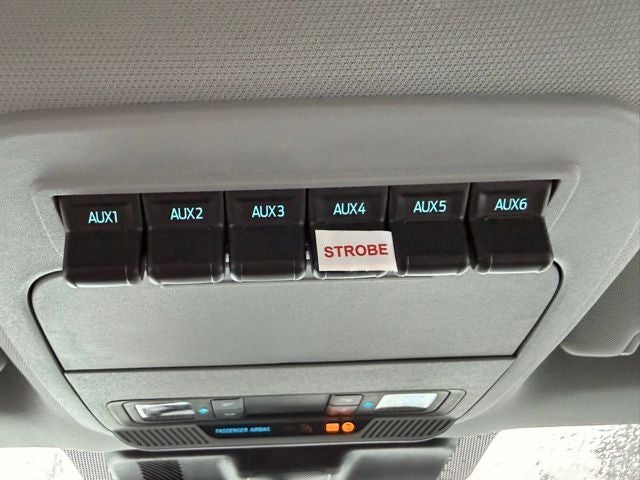 AUX1 AUX2 AUX3 AUX4 AUX5 AUX6
STROBE
PASSENGER AIRBAG